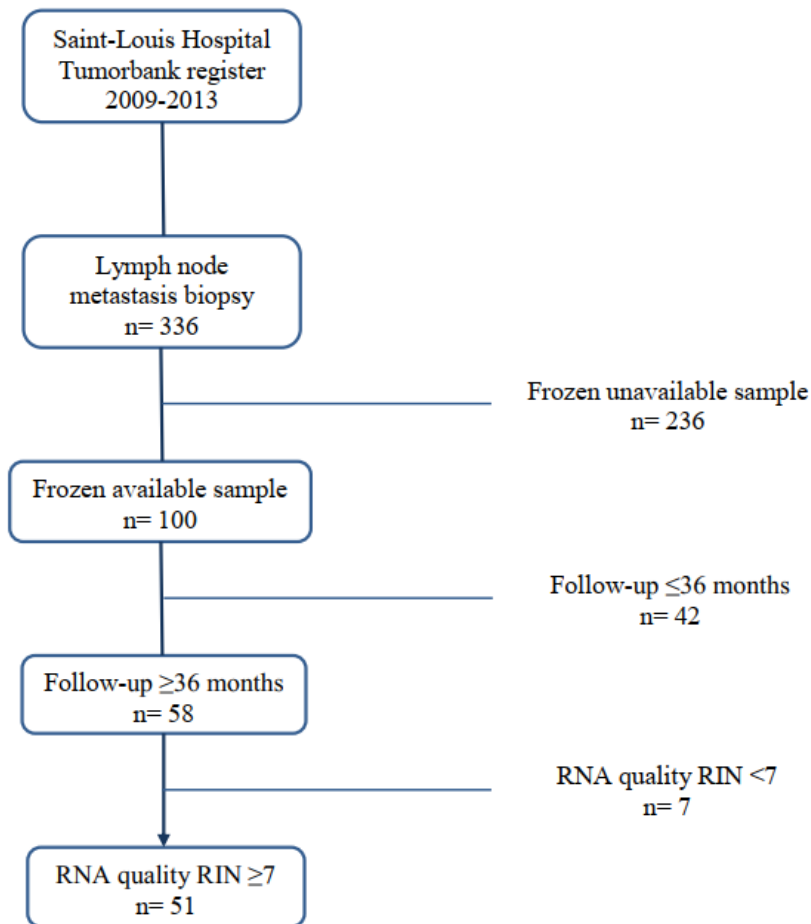 Saint-Louis Hospital
Tumorbank register
2009-2013
Lymph node
metastasis biopsy
n= 336
Frozen unavailable sample
n= 236
Frozen available sample
n= 100
Follow-up ≤36 months
n= 42
Follow-up ≥36 months
n= 58
RNA quality RIN <7
n= 7
RNA quality RIN ≥7
n= 51